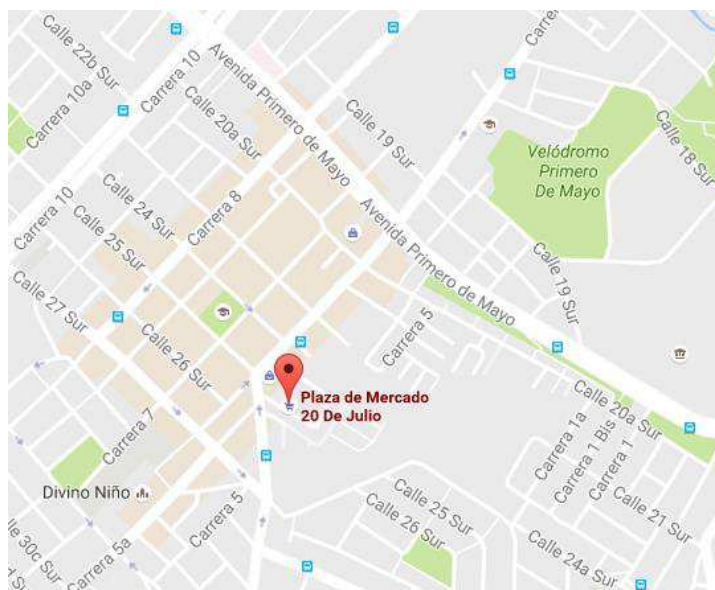 Calle 22b Sur
Carrera 10
Avenida Primero de Mayo
Carrera 10a
Calle 20a Sur
Calle 19 Sur
Velódromo
Primero
De Mayo
Calle 18 Sur
Carrera 10
Calle 24 Sur
Carrera 8
Calle 25 Sur
Avenida Primero de Mayo
Calle 19 Sur
Calle 27 Sur
Calle 26 Sur
Carrera 5
Plaza de Mercado
20 De Julio
Carrera 7
Calle 20a Sur
Carrera 1a
Carrera 1 Bis
Carrera 1
Divino Niño
Carrera 5
Calle 25 Sur
Calle 26 Sur
Calle 21 Sur
Calle 24a Sur
Carrera 5a
30c Sur